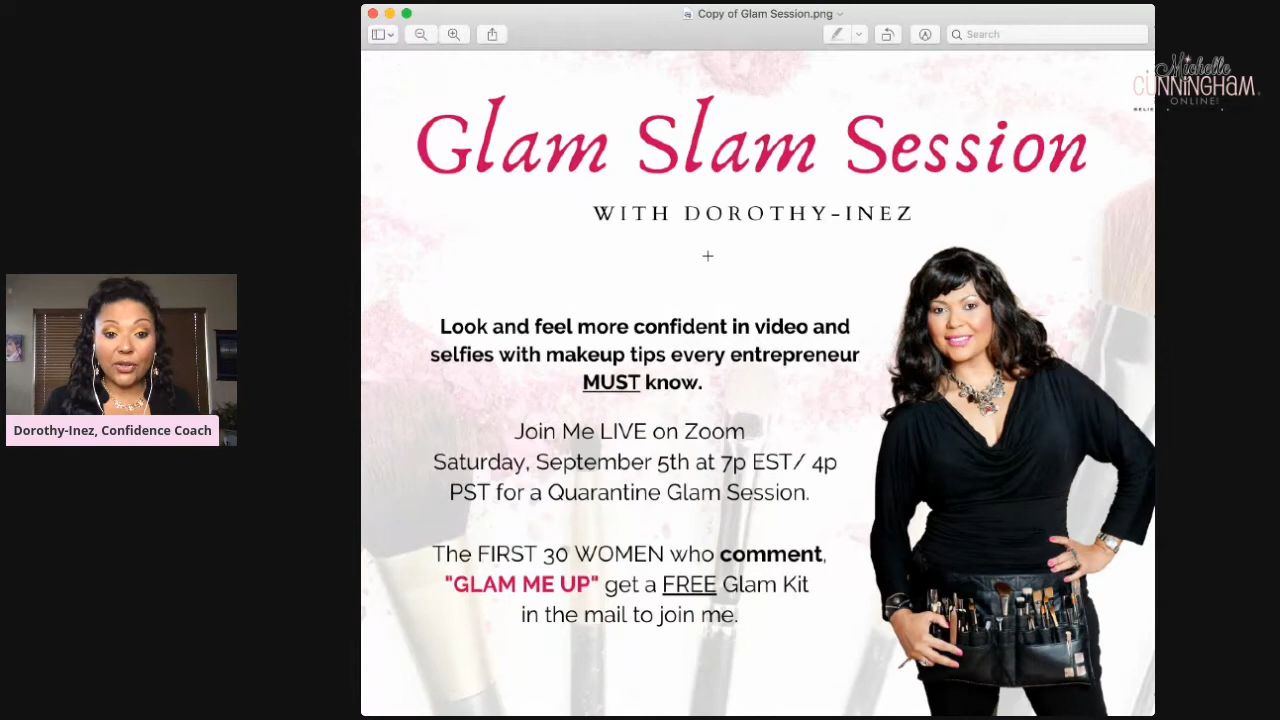 Copy of Glam Session.png
Search
Michelle
CUNNINGHAM
ONLINE!
Glam Slam Session
WITH DOROTHY-INEZ
+
Look and feel more confident in video and
selfies with makeup tips every entrepreneur
MUST know.
Join Me LIVE on Zoom
Saturday, September 5th at 7p EST/ 4p
PST for a Quarantine Glam Session.
The FIRST 30 WOMEN who comment,
"GLAM ME UP" get a FREE Glam Kit
in the mail to join me.
Dorothy-Inez, Confidence Coach